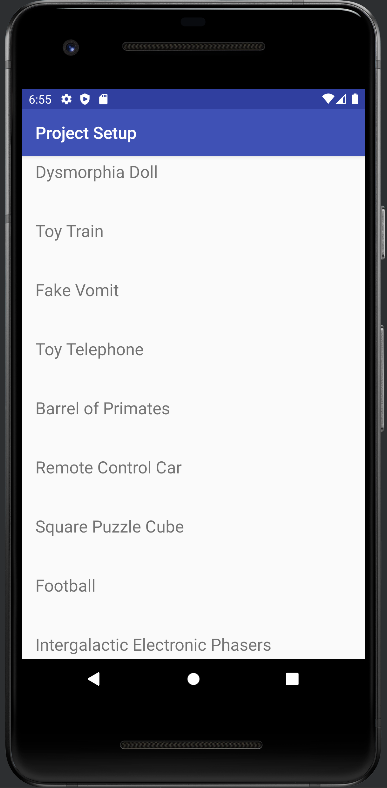 6:55
Project Setup
Dysmorphia Doll
Toy Train
Fake Vomit
Toy Telephone
Barrel of Primates
Remote Control Car
Square Puzzle Cube
Football
Intergalactic Electronic Phasers